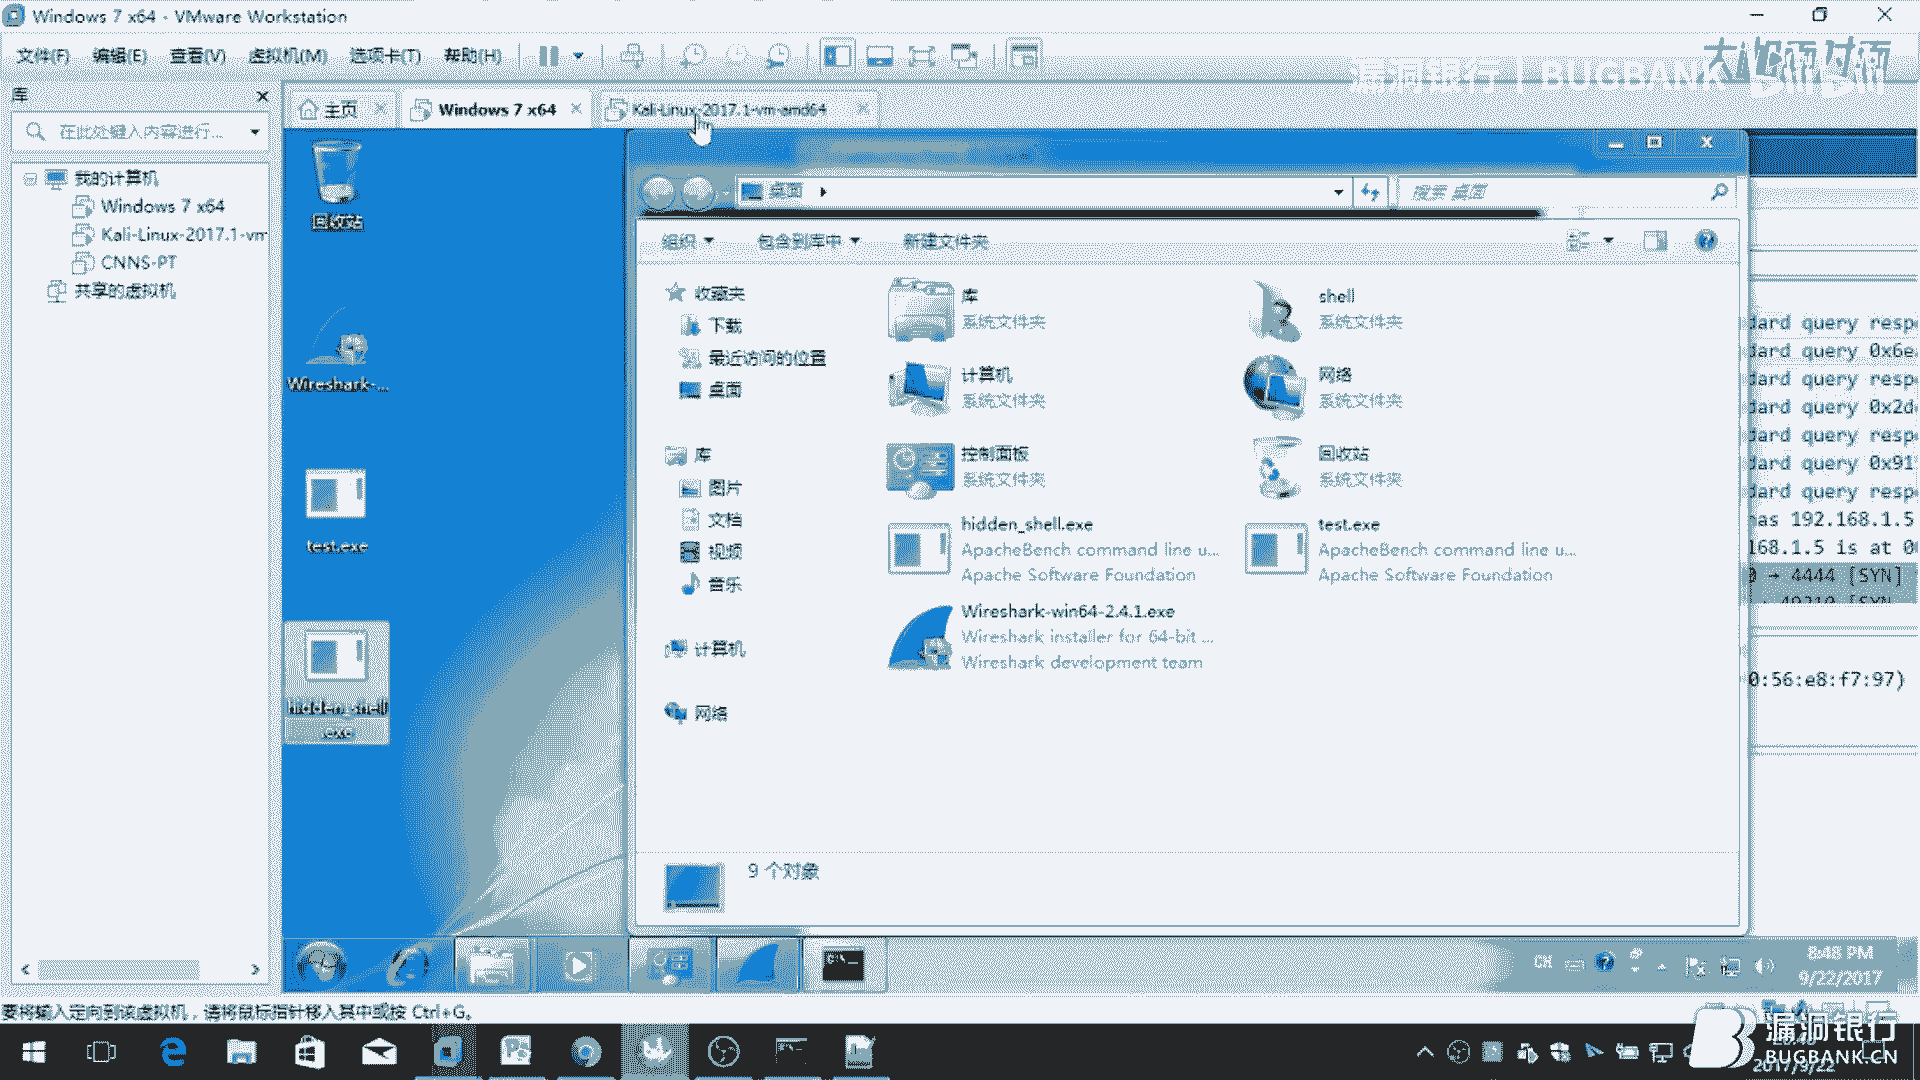 Windows 7 x64 - VMware Workstation
文件(F) 编辑(E) 查看(V) 虚拟机(M) 选项卡(T) 帮助(H)
漏洞银行 | BUGBANK
库
主页
Windows 7 x64
Kali-Linux-2017.1-vm-amd64
在此处键入内容进行...
我的计算机
Windows 7 x64
Kali-Linux-2017.1-vm
CNNS-PT
共享的虚拟机
回收站
Wireshark-...
test.exe
hidden_shell
.exe
桌面
搜索 桌面
组织
包含到库中
新建文件夹
收藏夹
下载
最近访问的位置
桌面
库
图片
文档
视频
音乐
计算机
网络
库
系统文件夹
shell
系统文件夹
计算机
系统文件夹
网络
系统文件夹
控制面板
系统文件夹
回收站
系统文件夹
hidden_shell.exe
ApacheBench command line u...
Apache Software Foundation
test.exe
ApacheBench command line u...
Apache Software Foundation
Wireshark-win64-2.4.1.exe
Wireshark installer for 64-bit ...
Wireshark development team
9 个对象
dard query resp
dard query 0x6e
dard query resp
dard query 0x2d
dard query resp
dard query 0x91
dard query resp
has 192.168.1.5
168.1.5 is at 0
→ 4444 [SYN]
49210 [SYN
0:56:e8:f7:97)
CH
8:48 PM
9/22/2017
要将输入定向到该虚拟机，请将鼠标指针移入其中或按 Ctrl+G。
漏洞银行
BUGBANK.CN
2017/9/22